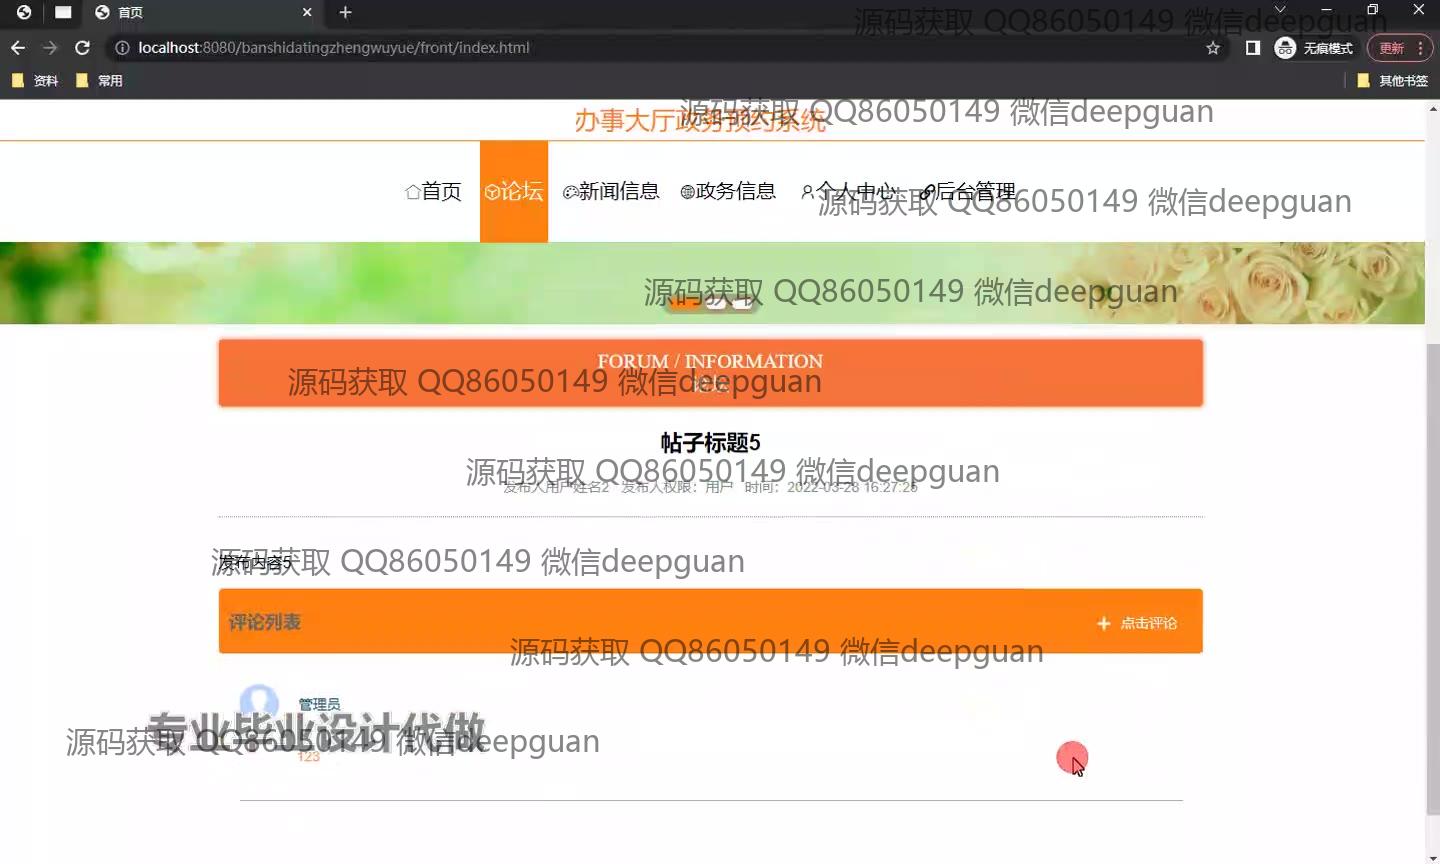 首页
源码获取 QQ86050149 微信deepguan
localhost:8080/banshidatingzhengwuyue/front/index.html
无痕模式
更新
资料
常用
其他书签
办事大厅政务预约系统
源码获取 QQ86050149 微信deepguan
首页
论坛
新闻信息
政务信息
个人中心
后台管理
源码获取 QQ86050149 微信deepguan
源码获取 QQ86050149 微信deepguan
FORUM / INFORMATION
论坛
源码获取 QQ86050149 微信deepguan
帖子标题5
源码获取 QQ86050149 微信deepguan
发布人用户姓名2 发布人权限：用户 时间：2022-03-28 16:27:25
发布内容5
源码获取 QQ86050149 微信deepguan
评论列表
点击评论
源码获取 QQ86050149 微信deepguan
管理员
专业毕业设计代做
源码获取 QQ86050149 微信deepguan
123